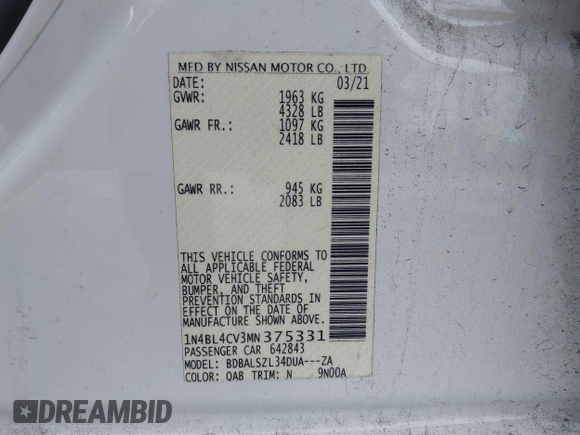 MFD BY NISSAN MOTOR CO., LTD
DATE: 03/21
GVWR: 1963 KG
4328 LB
GAWR FR.: 1097 KG
2418 LB
GAWR RR.: 945 KG
2083 LB
THIS VEHICLE CONFORMS TO
ALL APPLICABLE FEDERAL
MOTOR VEHICLE SAFETY,
BUMPER, AND THEFT
PREVENTION STANDARDS IN
EFFECT ON THE DATE OF
MANUFACTURE SHOWN ABOVE.
1N4BL4CV3MN375331
PASSENGER CAR 642843
MODEL: BDBALSZL34DUA---ZA
COLOR: QAB TRIM: N 9N00A
DREAMBID